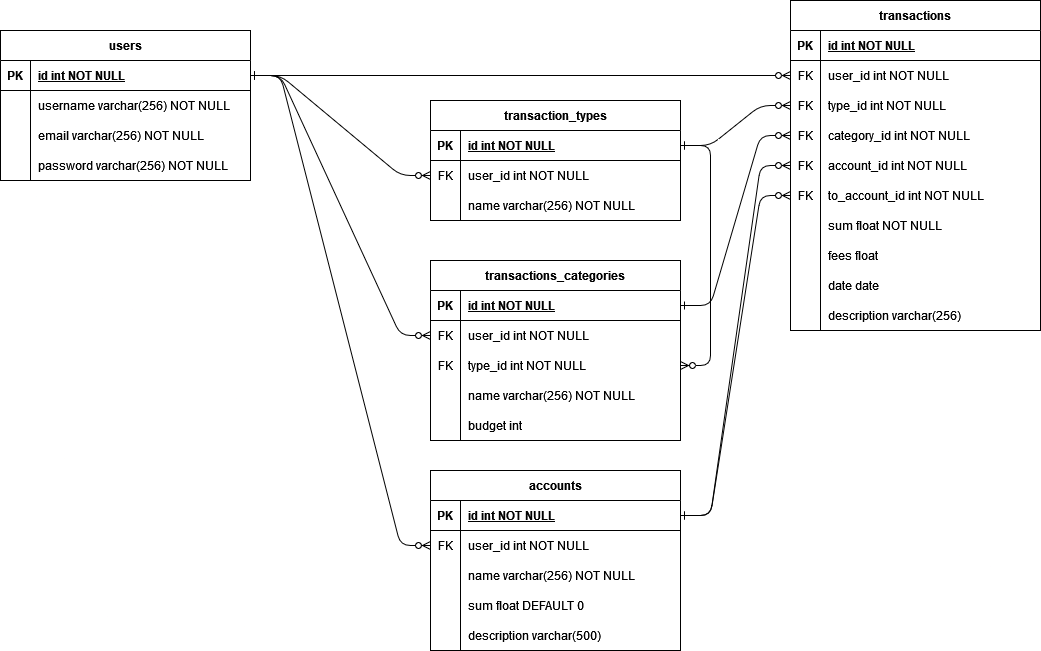 users
PK id int NOT NULL
username varchar(256) NOT NULL
email varchar(256) NOT NULL
password varchar(256) NOT NULL
transaction_types
PK id int NOT NULL
FK user_id int NOT NULL
name varchar(256) NOT NULL
transactions_categories
PK id int NOT NULL
FK user_id int NOT NULL
FK type_id int NOT NULL
name varchar(256) NOT NULL
budget int
accounts
PK id int NOT NULL
FK user_id int NOT NULL
name varchar(256) NOT NULL
sum float DEFAULT 0
description varchar(500)
transactions
PK id int NOT NULL
FK user_id int NOT NULL
FK type_id int NOT NULL
FK category_id int NOT NULL
FK account_id int NOT NULL
FK to_account_id int NOT NULL
sum float NOT NULL
fees float
date date
description varchar(256)